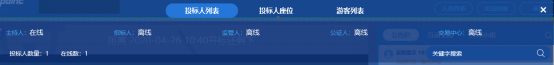 投标人列表 投标人座位 游客列表
主持人：在线 招标人：离线 监管人：离线 公证人：离线 交易中心：离线
投标人数量：1 在线数：1 关键字搜索